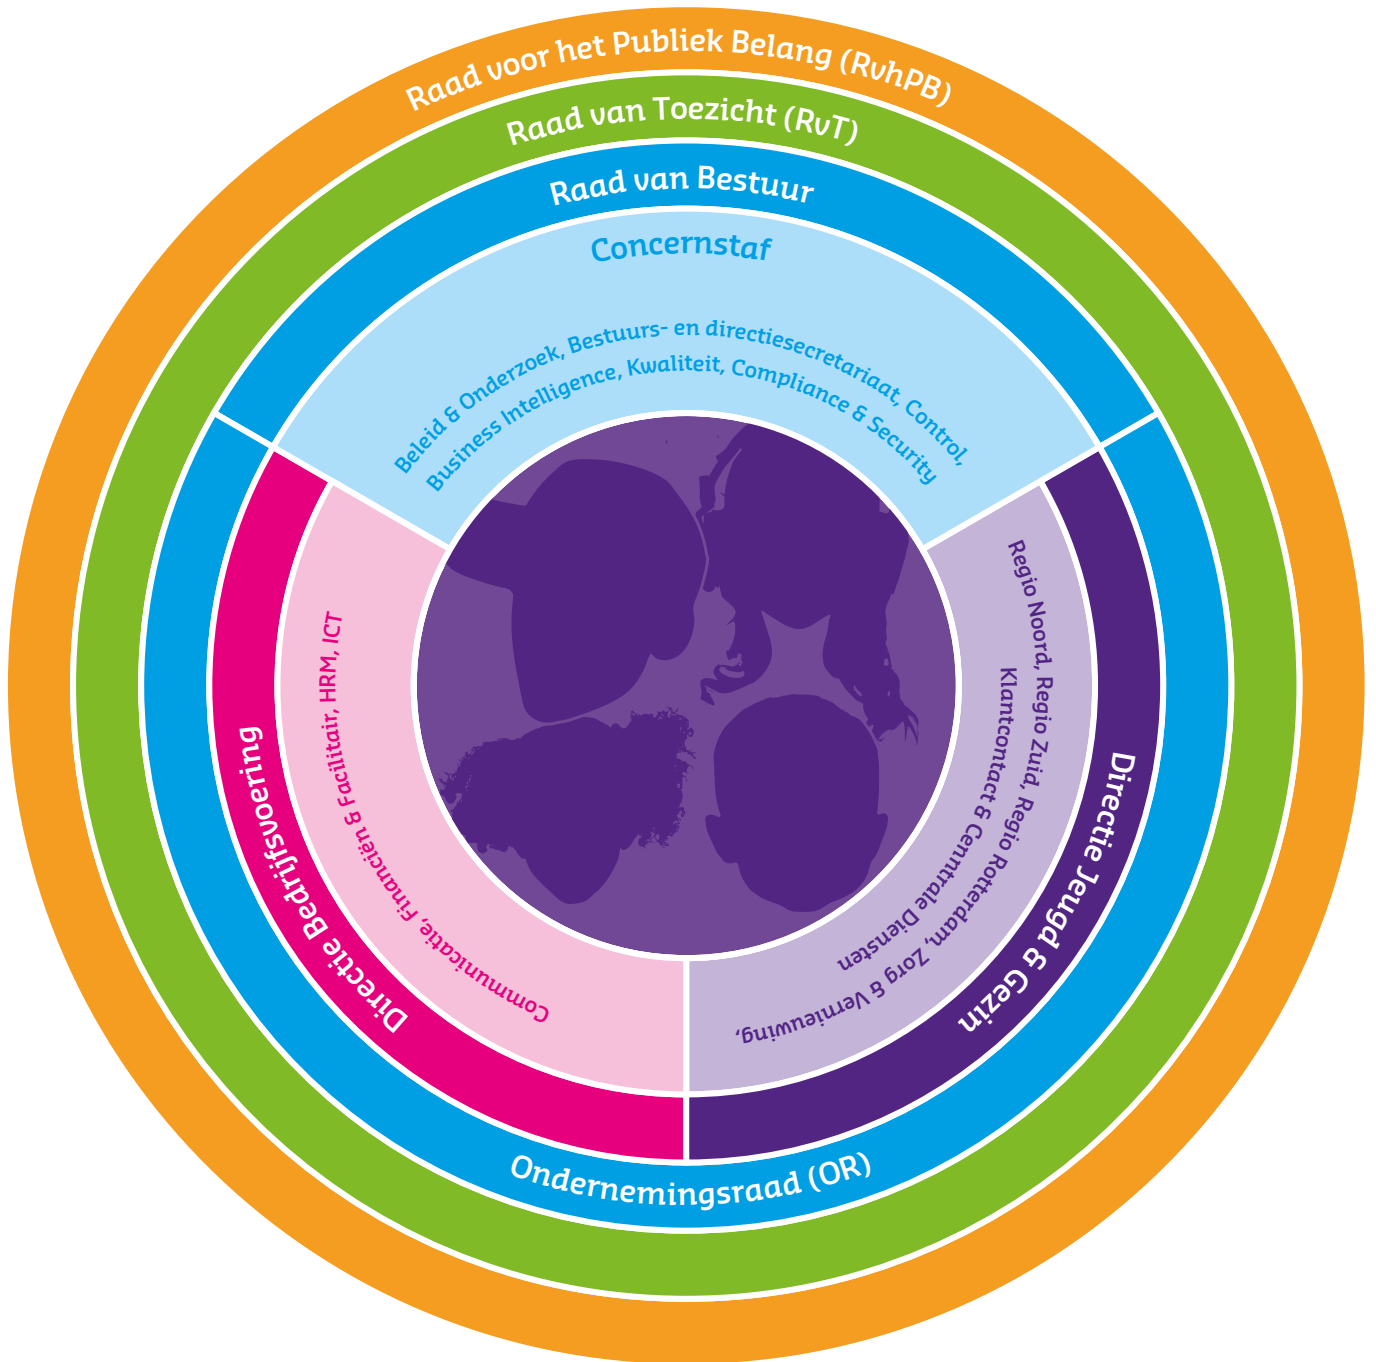 Raad voor het Publiek Belang (RvhPB)
Raad van Toezicht (RvT)
Raad van Bestuur
Concernstaf
Beleid & Onderzoek, Bestuurs- en directiesecretariaat, Control,
Business Intelligence, Kwaliteit, Compliance & Security
Directie Jeugd & Gezin
Regio Noord, Regio Zuid, Regio Rotterdam, Zorg & Vernieuwing,
Klantcontact & Cenntrale Diensten
Directie Bedrijfsvoering
Communicatie, Financiën & Facilitair, HRM, ICT
Ondernemingsraad (OR)